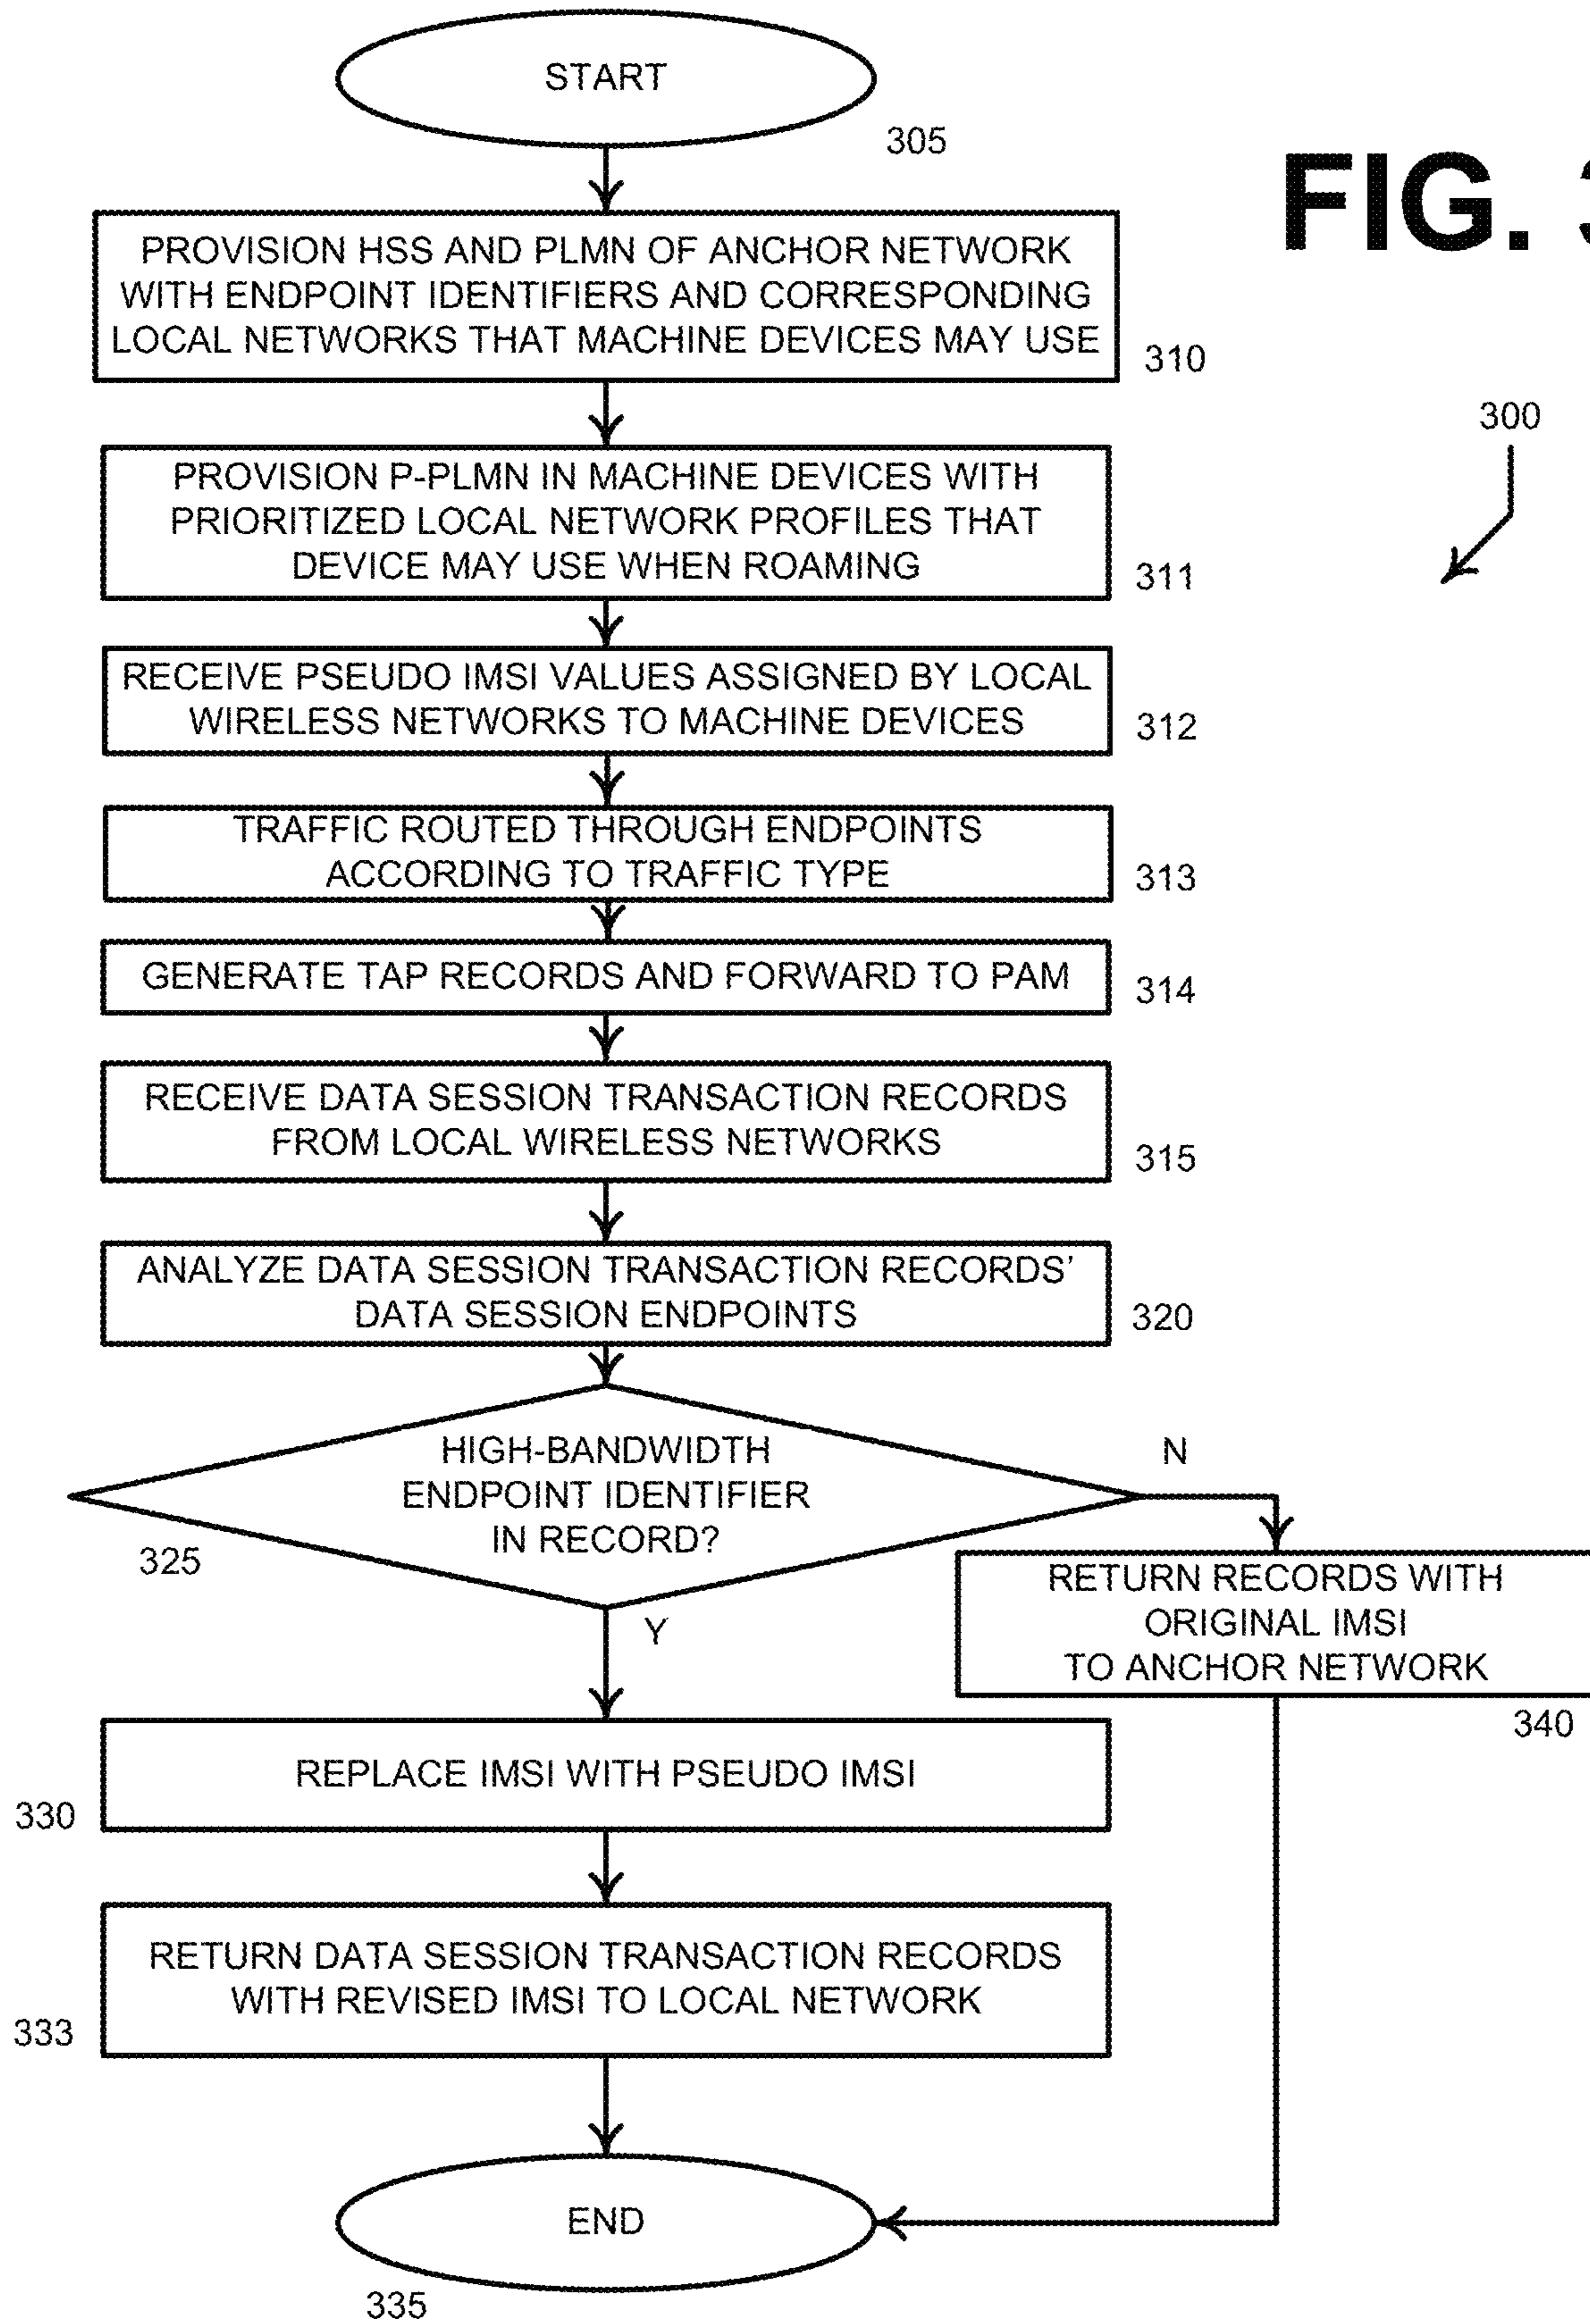 START
305
FIG. 3
PROVISION HSS AND PLMN OF ANCHOR NETWORK
WITH ENDPOINT IDENTIFIERS AND CORRESPONDING
LOCAL NETWORKS THAT MACHINE DEVICES MAY USE
310
300
PROVISION P-PLMN IN MACHINE DEVICES WITH
PRIORITIZED LOCAL NETWORK PROFILES THAT
DEVICE MAY USE WHEN ROAMING
311
RECEIVE PSEUDO IMSI VALUES ASSIGNED BY LOCAL
WIRELESS NETWORKS TO MACHINE DEVICES
312
TRAFFIC ROUTED THROUGH ENDPOINTS
ACCORDING TO TRAFFIC TYPE
313
GENERATE TAP RECORDS AND FORWARD TO PAM
314
RECEIVE DATA SESSION TRANSACTION RECORDS
FROM LOCAL WIRELESS NETWORKS
315
ANALYZE DATA SESSION TRANSACTION RECORDS’
DATA SESSION ENDPOINTS
320
HIGH-BANDWIDTH
ENDPOINT IDENTIFIER
IN RECORD?
325
N
Y
RETURN RECORDS WITH
ORIGINAL IMSI
TO ANCHOR NETWORK
340
REPLACE IMSI WITH PSEUDO IMSI
330
RETURN DATA SESSION TRANSACTION RECORDS
WITH REVISED IMSI TO LOCAL NETWORK
333
END
335